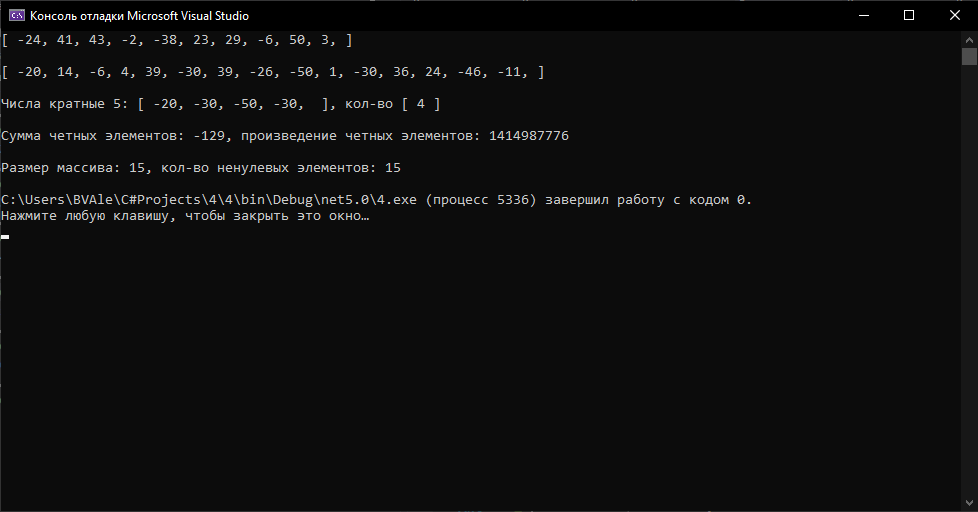 Консоль отладки Microsoft Visual Studio
[ -24, 41, 43, -2, -38, 23, 29, -6, 50, 3, ]
[ -20, 14, -6, 4, 39, -30, 39, -26, -50, 1, -30, 36, 24, -46, -11, ]
Числа кратные 5: [ -20, -30, -50, -30,  ], кол-во [ 4 ]
Сумма четных элементов: -129, произведение четных элементов: 1414987776
Размер массива: 15, кол-во ненулевых элементов: 15
C:\Users\BVAle\C#Projects\4\4\bin\Debug\net5.0\4.exe (процесс 5336) завершил работу с кодом 0.
Нажмите любую клавишу, чтобы закрыть это окно…